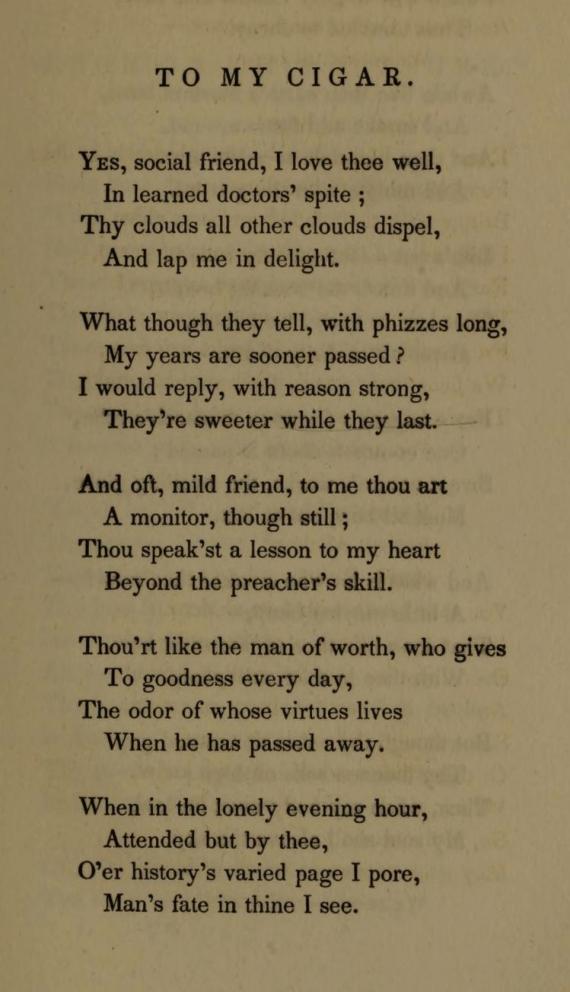 TO MY CIGAR.
YES, social friend, I love thee well,
In learned doctors' spite ;
Thy clouds all other clouds dispel,
And lap me in delight.
What though they tell, with phizzes long,
My years are sooner passed ?
I would reply, with reason strong,
They're sweeter while they last.
And oft, mild friend, to me thou art
A monitor, though still ;
Thou speak'st a lesson to my heart
Beyond the preacher's skill.
Thou'rt like the man of worth, who gives
To goodness every day,
The odor of whose virtues lives
When he has passed away.
When in the lonely evening hour,
Attended but by thee,
O'er history's varied page I pore,
Man's fate in thine I see.